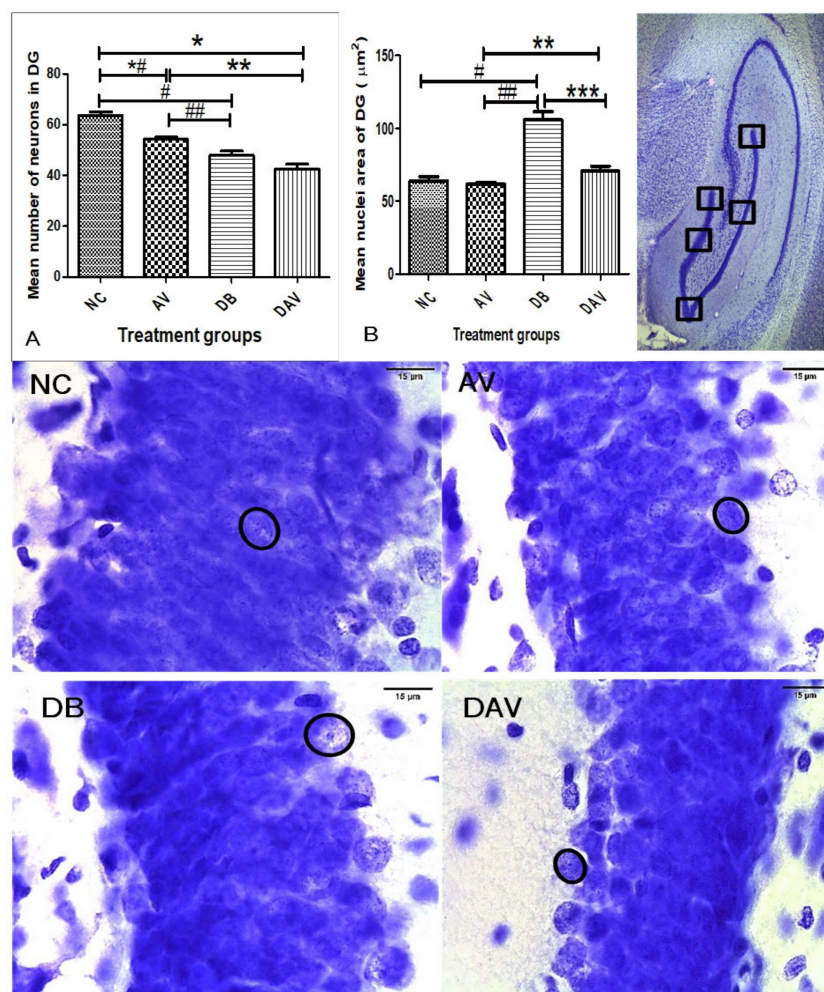 Mean number of neurons in DG
80
60
40
20
0
*
*#
**
#
##
NC
AV
DB
DAV
Treatment groups
A
Mean nuclei area of DG ( μm²)
150
100
50
0
**
#
##
***
NC
AV
DB
DAV
Treatment groups
B
NC
15 μm
AV
15 μm
DB
15 μm
DAV
15 μm